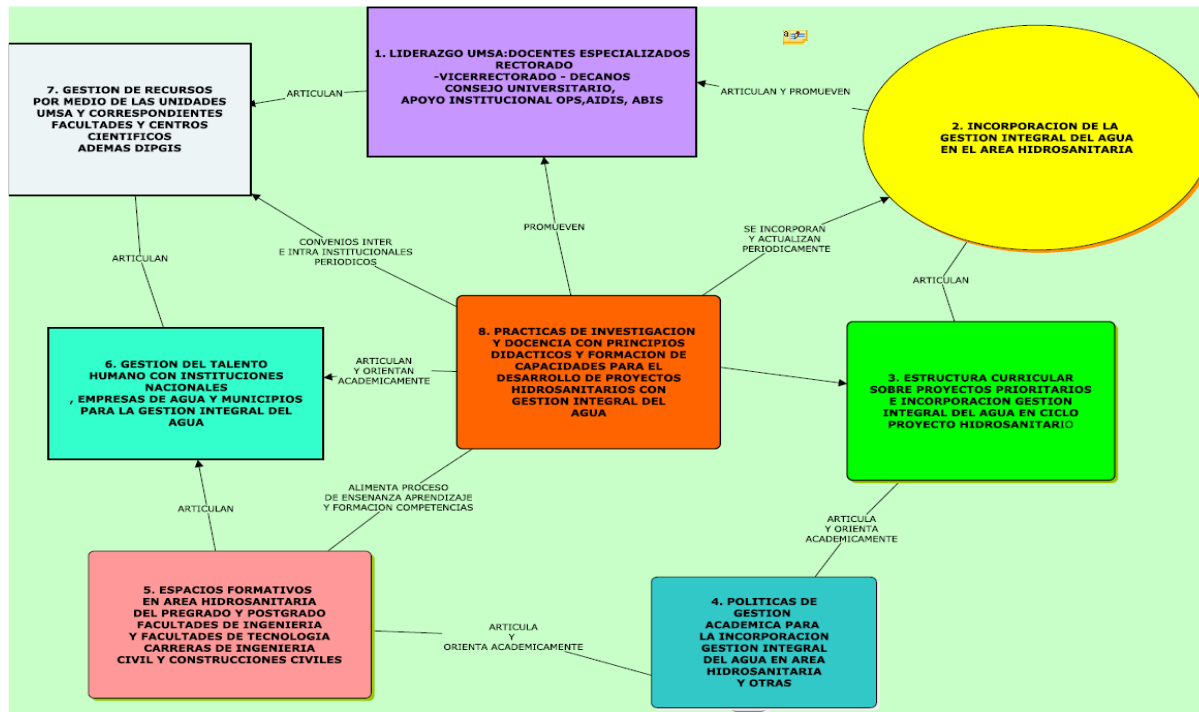 1. LIDERAZGO UMSA:DOCENTES ESPECIALIZADOS
RECTORADO
-VICERRECTORADO - DECANOS
CONSEJO UNIVERSITARIO,
APOYO INSTITUCIONAL OPS,AIDIS, ABIS
7. GESTION DE RECURSOS
POR MEDIO DE LAS UNIDADES
UMSA Y CORRESPONDIENTES
FACULTADES Y CENTROS
CIENTIFICOS
ADEMAS DIPGIS
ARTICULAN
ARTICULAN Y PROMUEVEN
2. INCORPORACION DE LA
GESTION INTEGRAL DEL AGUA
EN EL AREA HIDROSANITARIA
PROMUEVEN
SE INCORPORAN
Y ACTUALIZAN
PERIODICAMENTE
CONVENIOS INTER
E INTRA INSTITUCIONALES
PERIODICOS
ARTICULAN
ARTICULAN
8. PRACTICAS DE INVESTIGACION
Y DOCENCIA CON PRINCIPIOS
DIDACTICOS Y FORMACION DE
CAPACIDADES PARA EL
DESARROLLO DE PROYECTOS
HIDROSANITARIOS CON
GESTION INTEGRAL DEL
AGUA
6. GESTION DEL TALENTO
HUMANO CON INSTITUCIONES
NACIONALES
, EMPRESAS DE AGUA Y MUNICIPIOS
PARA LA GESTION INTEGRAL DEL
AGUA
ARTICULAN
Y ORIENTAN
ACADEMICAMENTE
3. ESTRUCTURA CURRICULAR
SOBRE PROYECTOS PRIORITARIOS
E INCORPORACION GESTION
INTEGRAL DEL AGUA EN CICLO
PROYECTO HIDROSANITARIO
ALIMENTA PROCESO
DE ENSENANZA APRENDIZAJE
Y FORMACION COMPETENCIAS
ARTICULAN
ARTICULA
Y ORIENTA
ACADEMICAMENTE
5. ESPACIOS FORMATIVOS
EN AREA HIDROSANITARIA
DEL PREGRADO Y POSTGRADO
FACULTADES DE INGENIERIA
Y FACULTADES DE TECNOLOGIA
CARRERAS DE INGENIERIA
CIVIL Y CONSTRUCCIONES CIVILES
ARTICULA
Y
ORIENTA ACADEMICAMENTE
4. POLITICAS DE
GESTION
ACADEMICA PARA
LA INCORPORACION
GESTION INTEGRAL
DEL AGUA EN AREA
HIDROSANITARIA
Y OTRAS